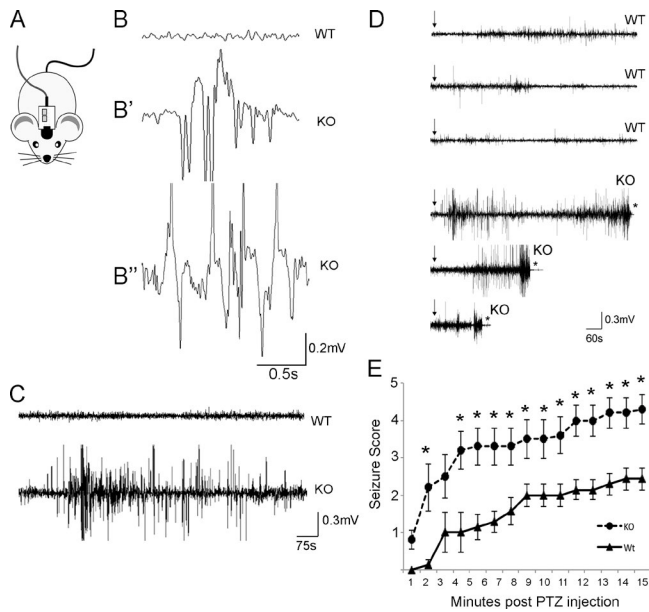 A
B
WT
B'
KO
B''
KO
0.2mV
0.5s
C
WT
KO
0.3mV
75s
D
WT
WT
WT
KO
*
KO
*
KO
*
0.3mV
60s
E
* * * * * * * * * * * * *
Seizure Score
5
4
3
2
1
KO
Wt
1 2 3 4 5 6 7 8 9 10 11 12 13 14 15
Minutes post PTZ injection